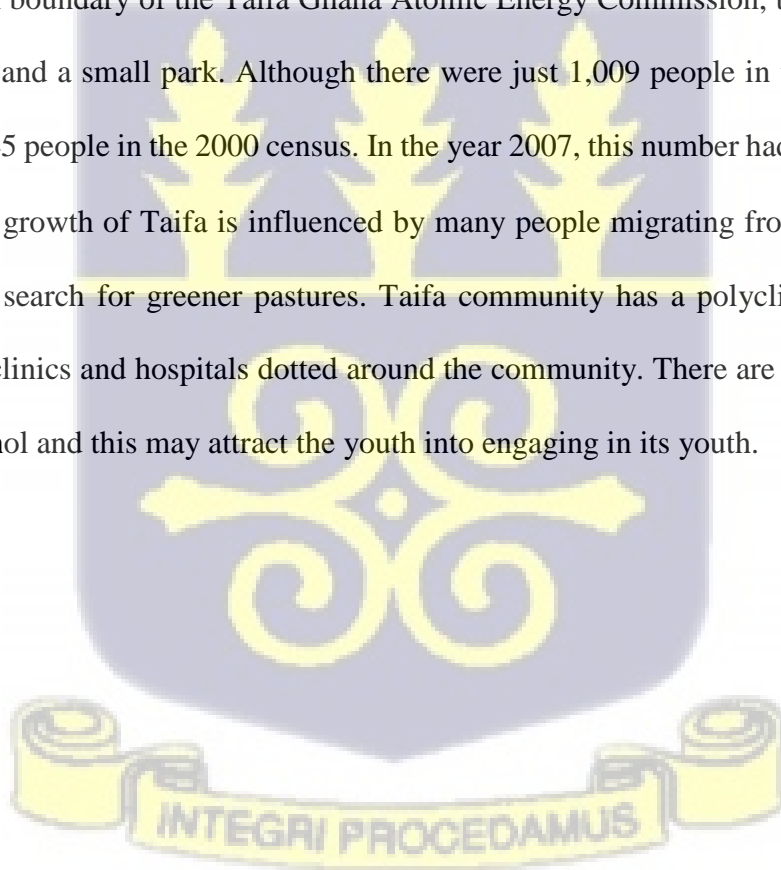 boundary of the Taifa Ghana Atomic Energy Commission,
and a small park. Although there were just 1,009 people in
5 people in the 2000 census. In the year 2007, this number had
growth of Taifa is influenced by many people migrating
search for greener pastures. Taifa community has a
clinics and hospitals dotted around the community. There are
and this may attract the youth into engaging in its youth.
INTEGRI PROCEDAMUS